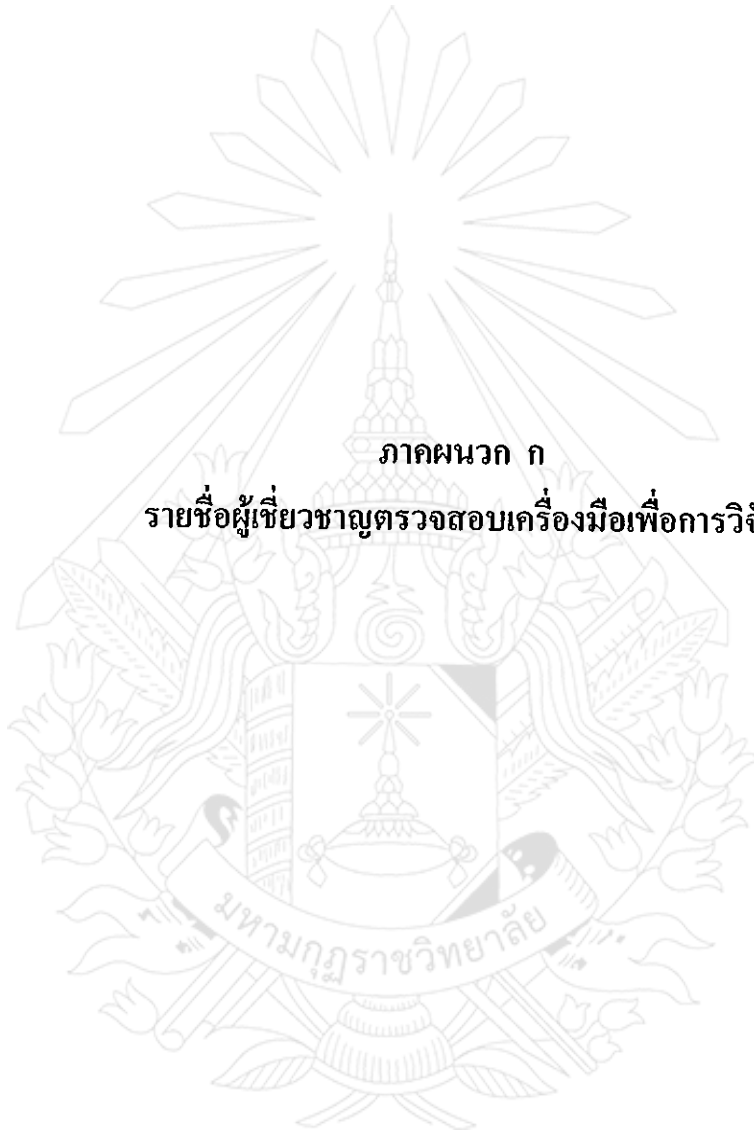 ภาคผนวก ก
รายชื่อผู้เชี่ยวชาญตรวจสอบเครื่องมือเพื่อการวิจ
มหามกุฏราชวิทยาลัย